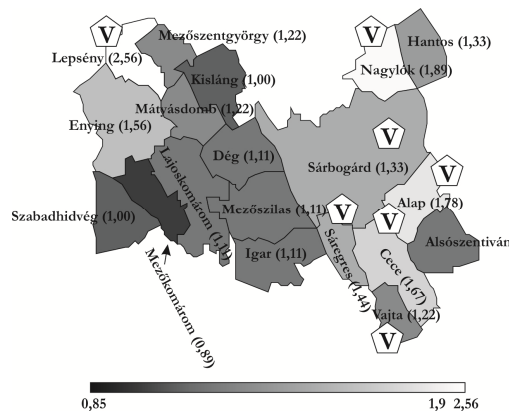 V
V
Mezőszentgyörgy (1,22)
Hantos (1,33)
Lepsény (2,56)
Nagylók (1,89)
Kisláng (1,00)
Mátyásdomb (1,22)
Enying (1,56)
V
Dég (1,11)
Sárbogárd (1,33)
Lajoskomárom (1,11)
V
Alap (1,78)
Szabadhídvég (1,00)
Mezőszilas (1,11)
V
V
Alsószentiván
Mezőkomárom (0,89)
Igar (1,11)
Sáregres (1,44)
Cece (1,67)
Vajta (1,22)
V
0,85
1,9
2,56